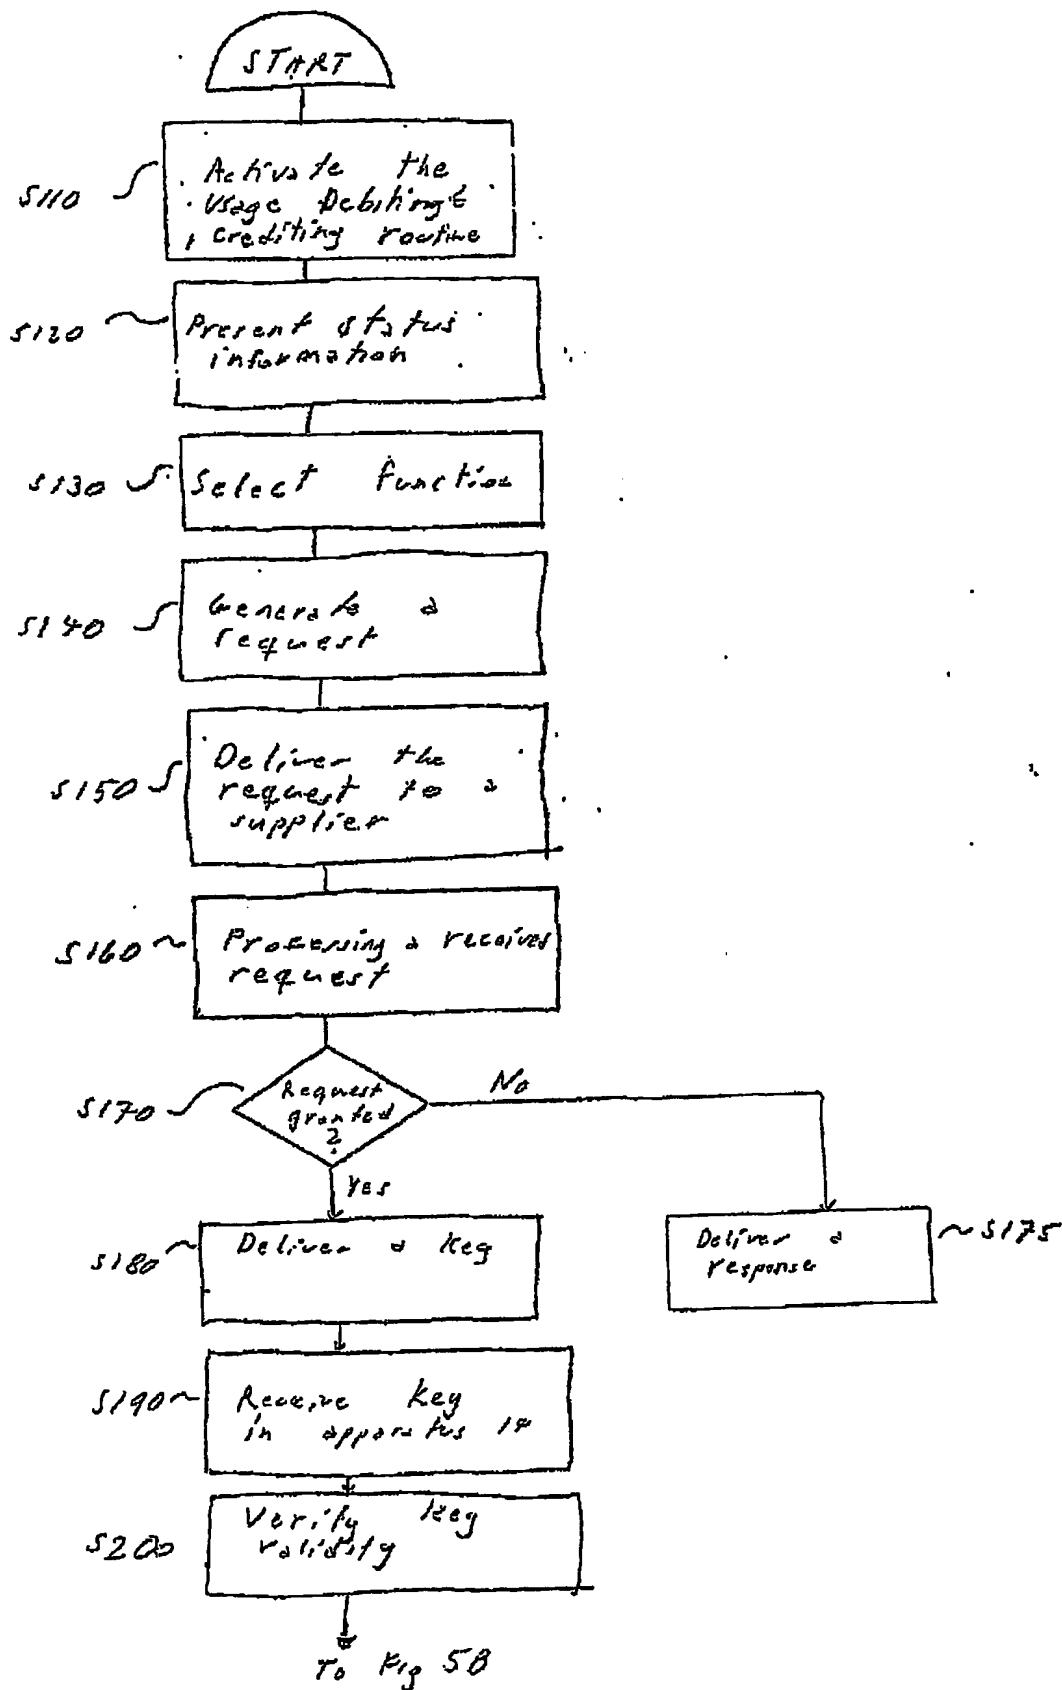 START
S110
Activate the
Usage Debiting &
crediting routine
S120
Present status
information
S130
Select function
S140
Generate a
request
S150
Deliver the
request to a
supplier
S160
Processing a received
request
S170
Request
granted
?
No
Yes
S180
Deliver a key
Deliver a
response
S175
S190
Receive key
in apparatus 14
S200
Verify key
validity
To Fig 5B